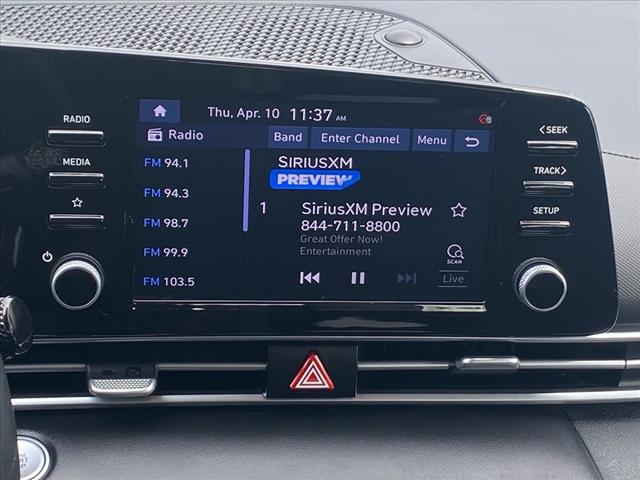 Thu, Apr. 10 11:37 AM
RADIO
MEDIA
Radio
Band
Enter Channel
Menu
FM 94.1
FM 94.3
FM 98.7
FM 99.9
FM 103.5
SIRIUSXM
PREVIEW
1 SiriusXM Preview
844-711-8800
Great Offer Now!
Entertainment
SCAN
Live
< SEEK
TRACK >
SETUP